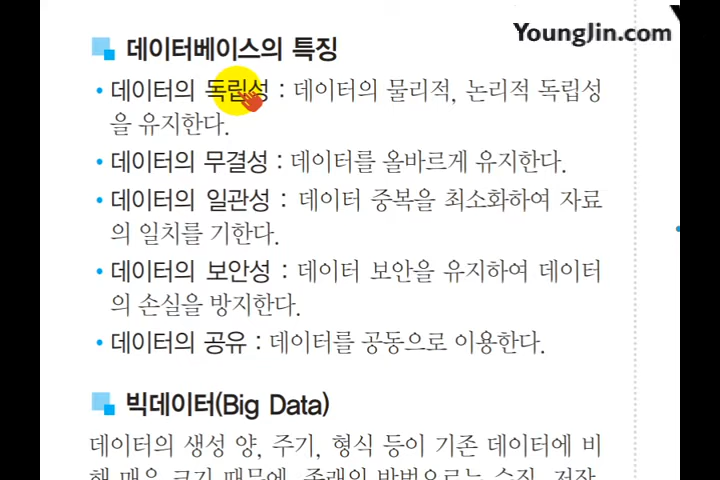 YoungJin.com
데이터베이스의 특징
• 데이터의 독립성 : 데이터의 물리적, 논리적 독립성
을 유지한다.
• 데이터의 무결성 : 데이터를 올바르게 유지한다.
• 데이터의 일관성 : 데이터 중복을 최소화하여 자료
의 일치를 기한다.
• 데이터의 보안성 : 데이터 보안을 유지하여 데이터
의 손실을 방지한다.
• 데이터의 공유 : 데이터를 공동으로 이용한다.
빅데이터(Big Data)
데이터의 생성 양, 주기, 형식 등이 기존 데이터에 비